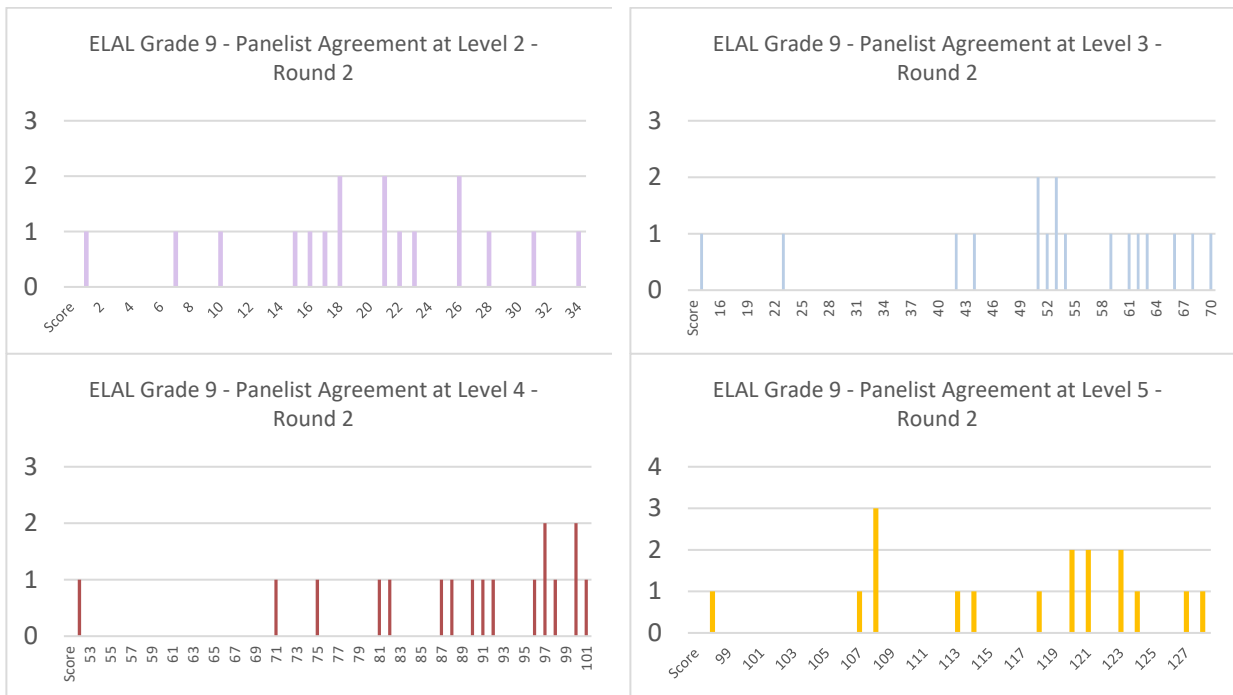 ELAL Grade 9 - Panelist Agreement at Level 2 -
Round 2
3
2
1
0
Score 2 4 6 8 10 12 14 16 18 20 22 24 26 28 30 32 34
ELAL Grade 9 - Panelist Agreement at Level 3 -
Round 2
3
2
1
0
Score 16 19 22 25 28 31 34 37 40 43 46 49 52 55 58 61 64 67 70
ELAL Grade 9 - Panelist Agreement at Level 4 -
Round 2
3
2
1
0
Score 53 55 57 59 61 63 65 67 69 71 73 75 77 79 81 83 85 87 89 91 93 95 97 99 101
ELAL Grade 9 - Panelist Agreement at Level 5 -
Round 2
4
3
2
1
0
Score 99 101 103 105 107 109 111 113 115 117 119 121 123 125 127